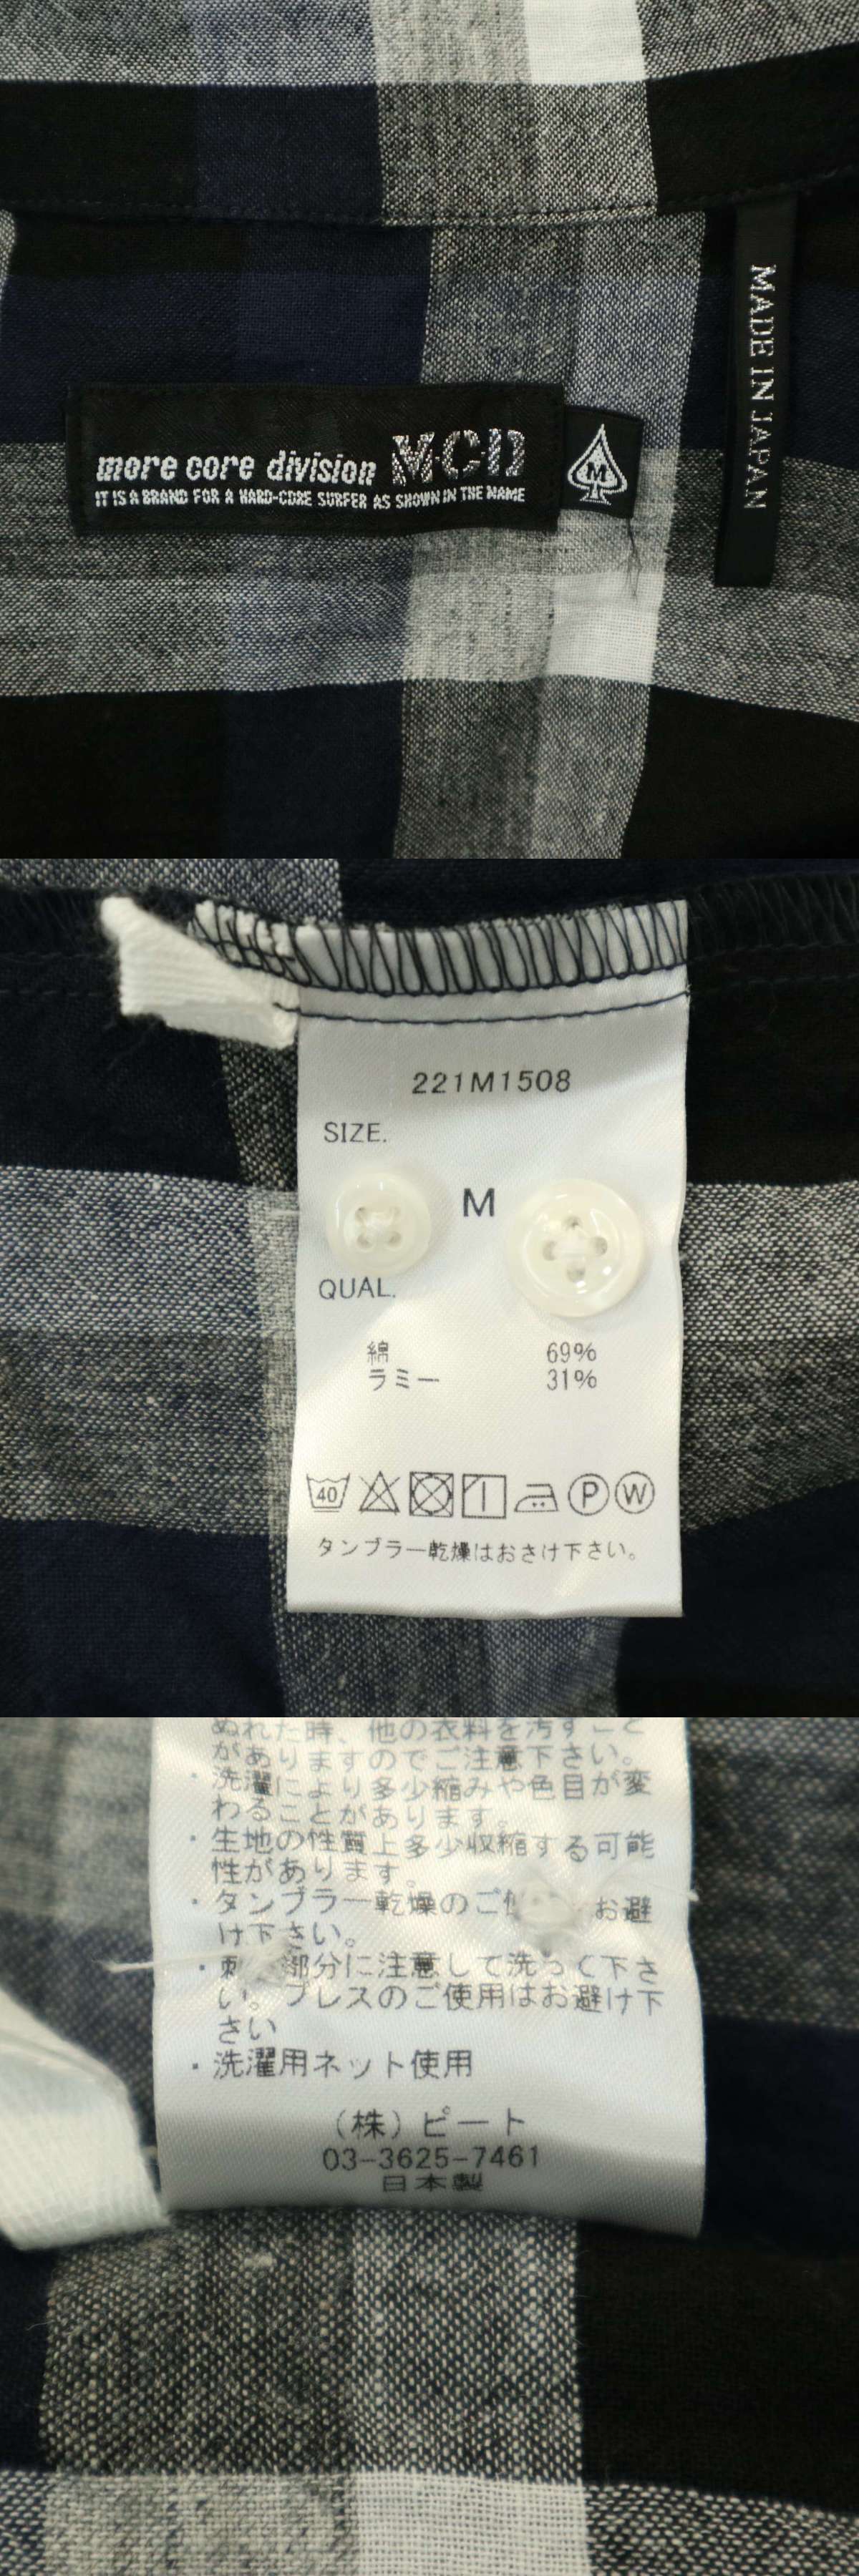 MADE IN JAPAN
more core division M·C·D
IT IS A BRAND FOR A HARD-CORE SURFER AS SHOWN IN THE NAME
M
221M1508
SIZE.
M
QUAL.
綿 69%
ラミー 31%
40
P W
タンブラー乾燥はおさけ下さい。
ぬれた時、他の衣料を汚すこと
がありますのでご注意下さい。
・洗濯により多少縮みや色目が変
わることがあります。
・生地の性質上多少収縮する可能
性があります。
・タンブラー乾燥のご使 お避
け下さい。
・刺 部分に注意して洗って下さ
い。プレスのご使用はお避け下
さい
・洗濯用ネット使用
(株)ピート
03-3625-7461
日本製